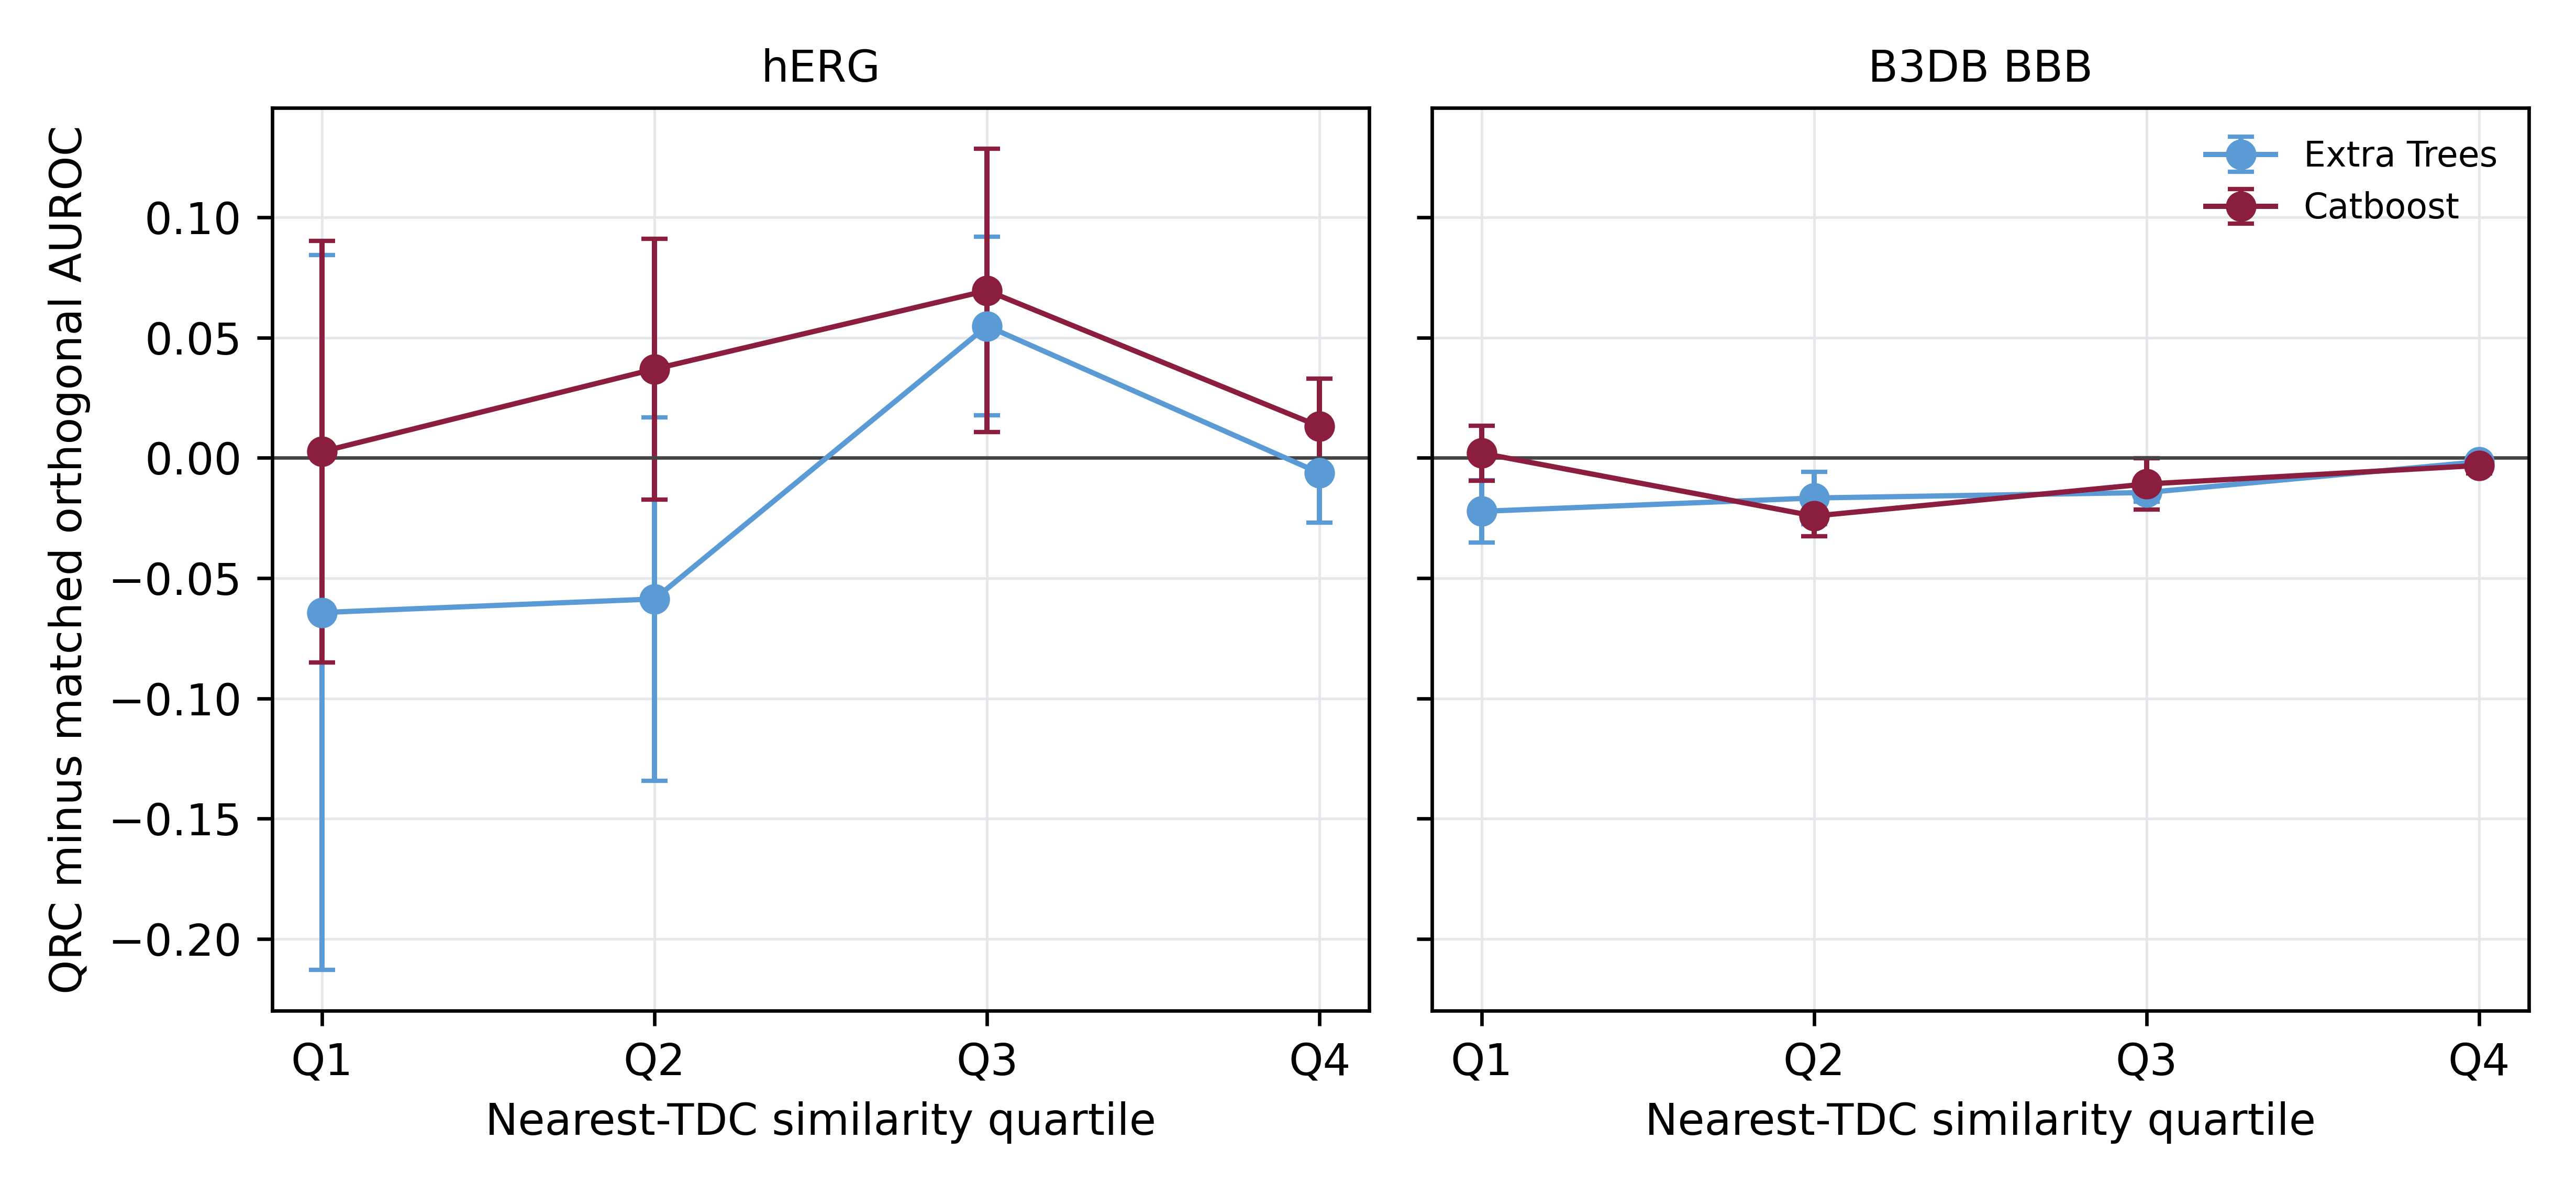 hERG
B3DB BBB
QRC minus matched orthogonal AUROC
0.10
0.05
0.00
−0.05
−0.10
−0.15
−0.20
Extra Trees
Catboost
Q1 Q2 Q3 Q4
Q1 Q2 Q3 Q4
Nearest-TDC similarity quartile
Nearest-TDC similarity quartile